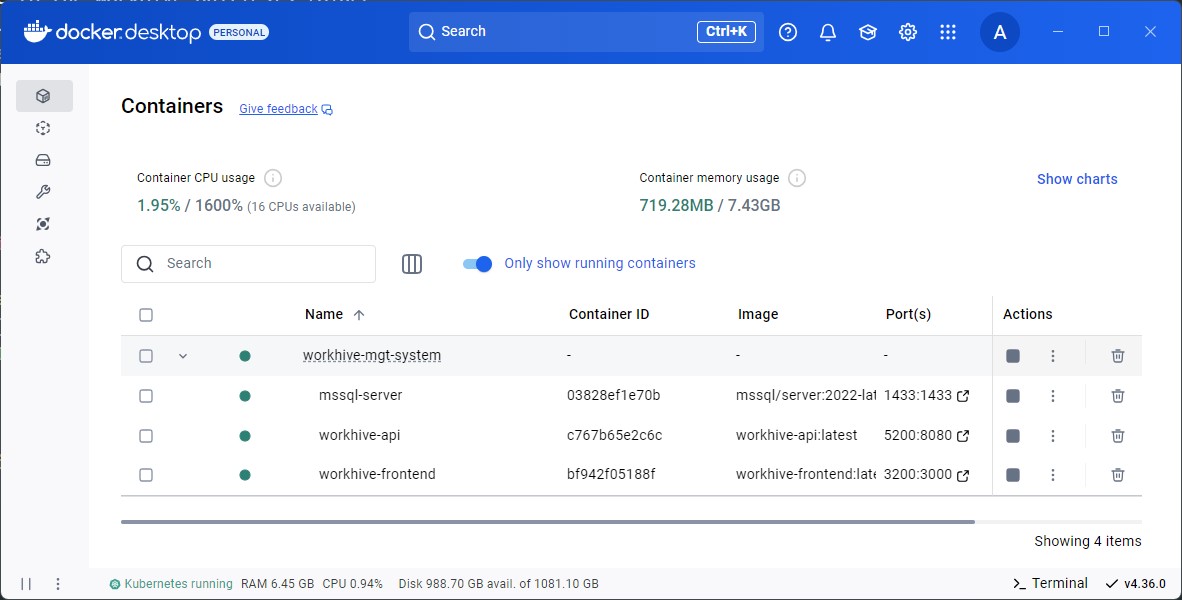 docker desktop PERSONAL Search Ctrl+K A
Containers Give feedback
Container CPU usage Container memory usage Show charts
1.95% / 1600% (16 CPUs available) 719.28MB / 7.43GB
Search Only show running containers
Name Container ID Image Port(s) Actions
workhive-mgt-system - - -
mssql-server 03828ef1e70b mssql/server:2022-lat 1433:1433
workhive-api c767b65e2c6c workhive-api:latest 5200:8080
workhive-frontend bf942f05188f workhive-frontend:late 3200:3000
Showing 4 items
Kubernetes running RAM 6.45 GB CPU 0.94% Disk 988.70 GB avail. of 1081.10 GB Terminal v4.36.0